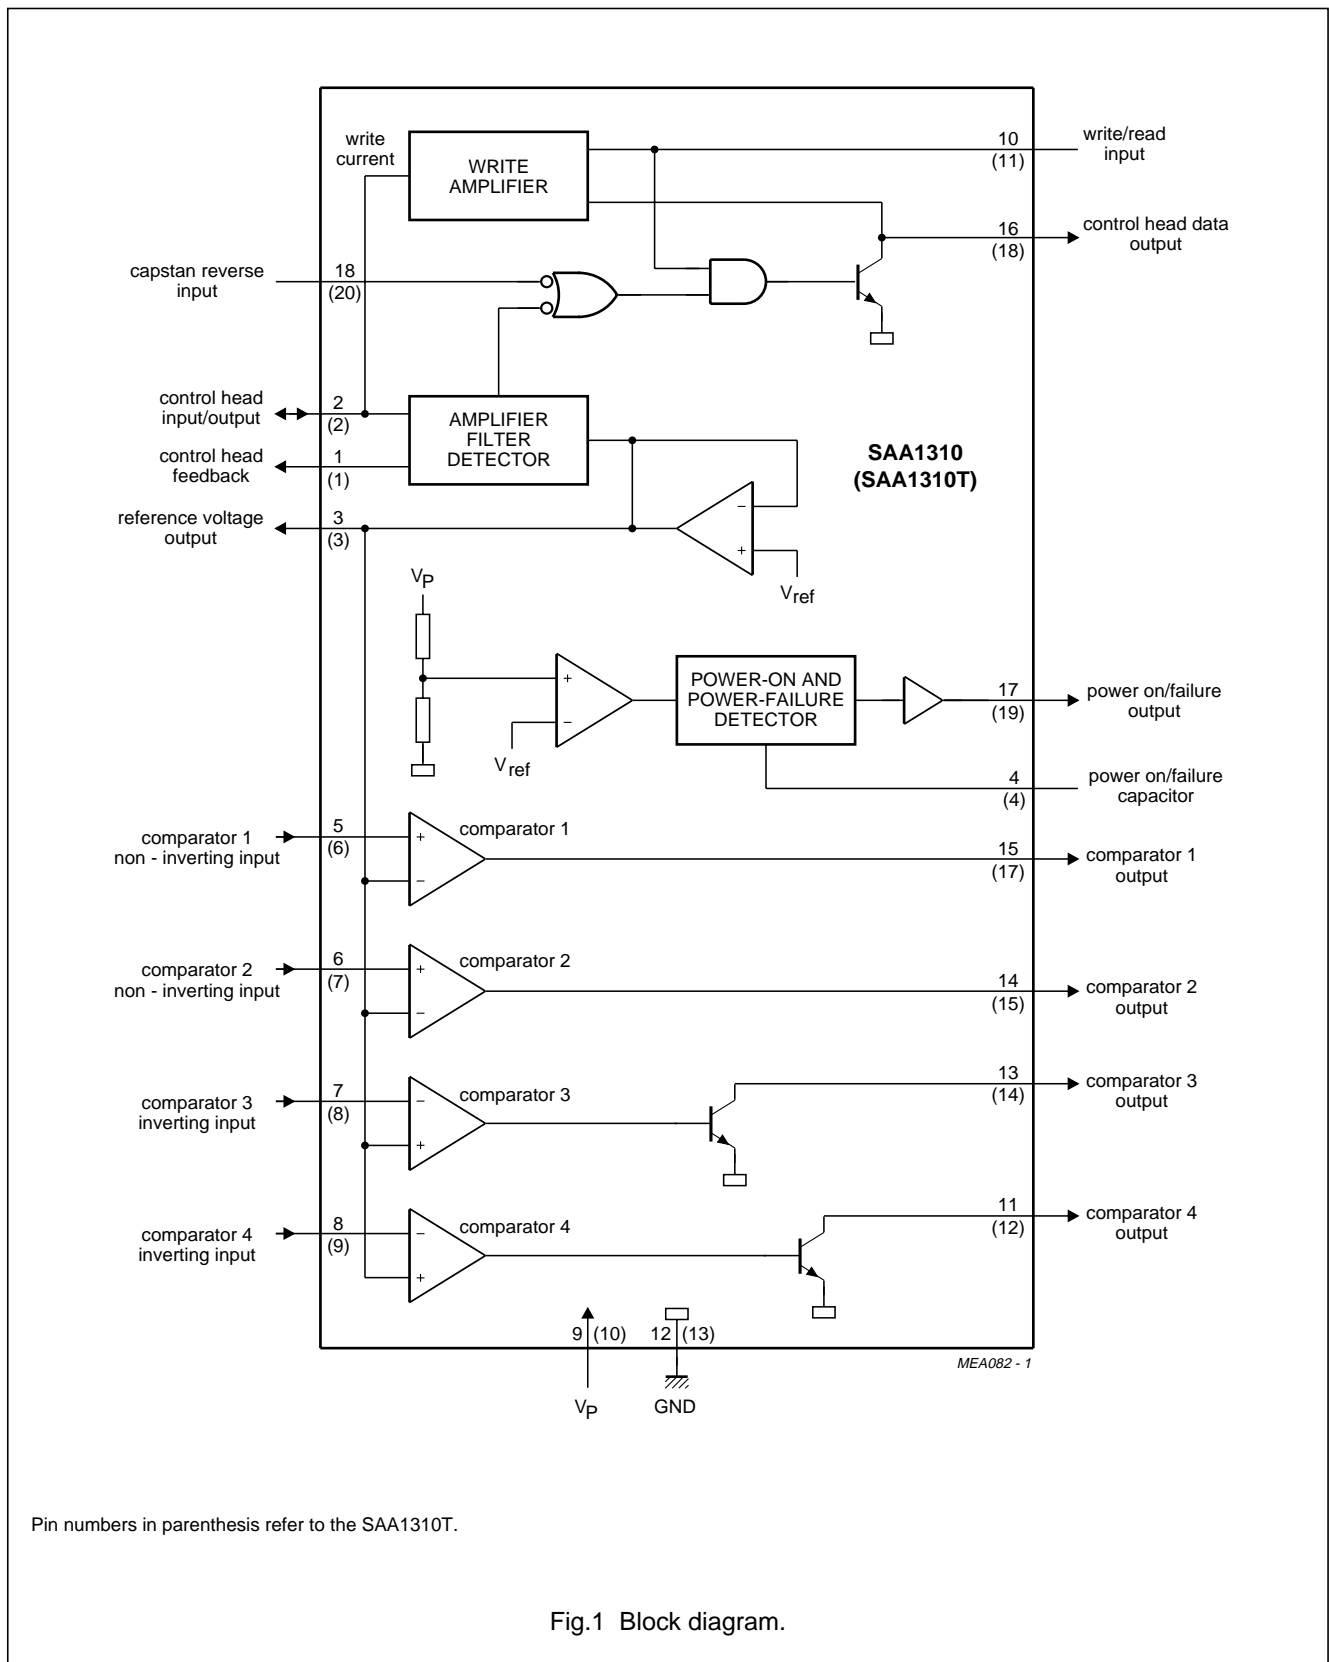 write
current
WRITE
AMPLIFIER
10
(11)
write/read
input
16
(18)
control head data
output
capstan reverse
input
18
(20)
control head
input/output
2
(2)
control head
feedback
1
(1)
AMPLIFIER
FILTER
DETECTOR
SAA1310
(SAA1310T)
reference voltage
output
3
(3)
−
+
Vref
VP
+
−
Vref
POWER-ON AND
POWER-FAILURE
DETECTOR
17
(19)
power on/failure
output
4
(4)
power on/failure
capacitor
comparator 1
non - inverting input
5
(6)
+
−
comparator 1
15
(17)
comparator 1
output
comparator 2
non - inverting input
6
(7)
+
−
comparator 2
14
(15)
comparator 2
output
comparator 3
inverting input
7
(8)
−
+
comparator 3
13
(14)
comparator 3
output
comparator 4
inverting input
8
(9)
−
+
comparator 4
11
(12)
comparator 4
output
9 (10)
12 (13)
VP
GND
MEA082 - 1
Pin numbers in parenthesis refer to the SAA1310T.
Fig.1 Block diagram.